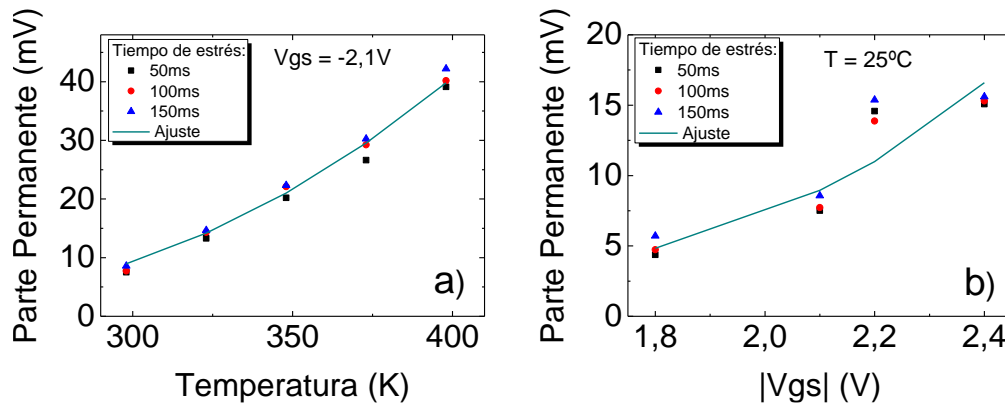 Parte Permanente (mV)
40
30
20
10
0
Tiempo de estrés:
50ms
100ms
150ms
Ajuste
Vgs = -2,1V
a)
300
350
400
Temperatura (K)
Parte Permanente (mV)
20
15
10
5
0
Tiempo de estrés:
50ms
100ms
150ms
Ajuste
T = 25ºC
b)
1,8
2,0
2,2
2,4
|Vgs| (V)